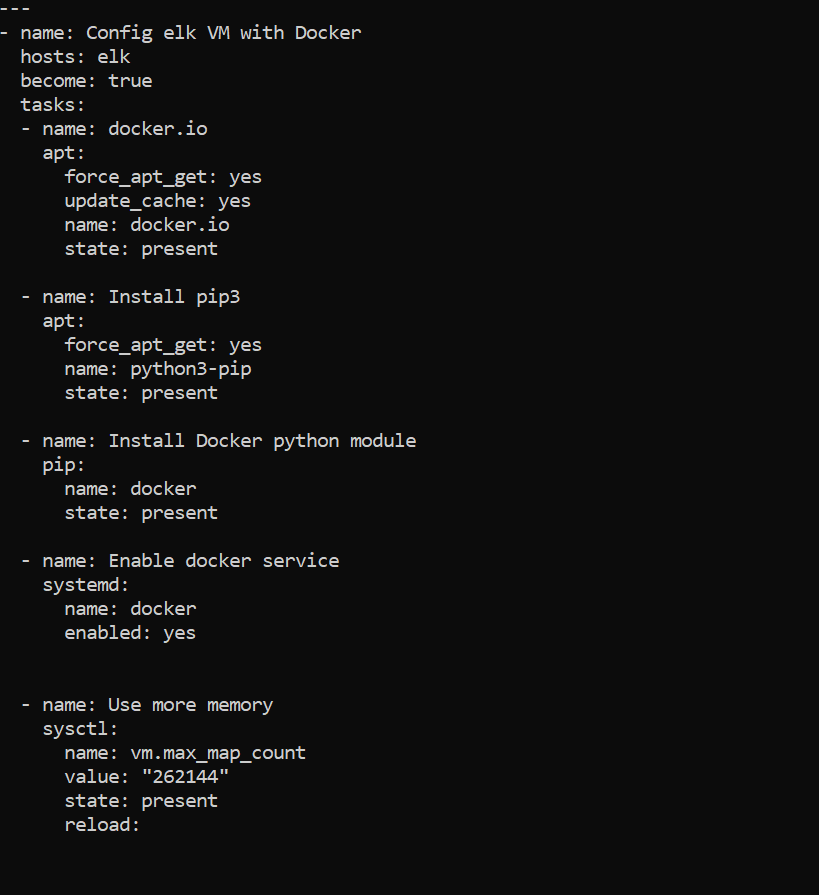 ---
- name: Config elk VM with Docker
  hosts: elk
  become: true
  tasks:
  - name: docker.io
    apt:
      force_apt_get: yes
      update_cache: yes
      name: docker.io
      state: present

  - name: Install pip3
    apt:
      force_apt_get: yes
      name: python3-pip
      state: present

  - name: Install Docker python module
    pip:
      name: docker
      state: present

  - name: Enable docker service
    systemd:
      name: docker
      enabled: yes


  - name: Use more memory
    sysctl:
      name: vm.max_map_count
      value: "262144"
      state: present
      reload: